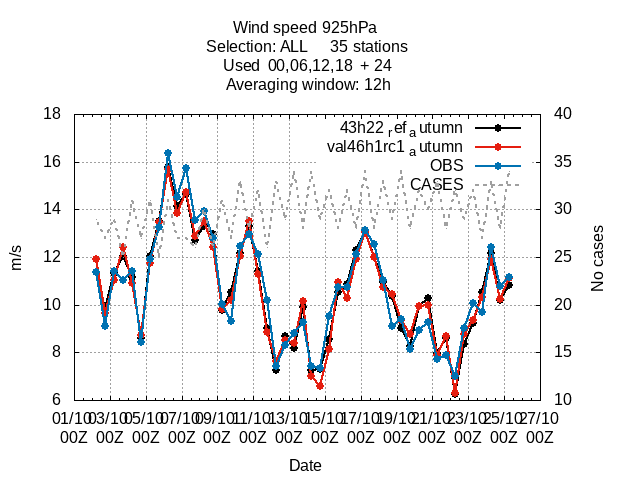 Wind speed 925hPa
Selection: ALL 35 stations
Used 00,06,12,18 + 24
Averaging window: 12h
43h22_ref_autumn
val46h1rc1_autumn
OBS
CASES
18
16
14
12
10
8
6
m/s
40
35
30
25
20
15
10
No cases
01/10 03/10 05/10 07/10 09/10 11/10 13/10 15/10 17/10 19/10 21/10 23/10 25/10 27/10
00Z 00Z 00Z 00Z 00Z 00Z 00Z 00Z 00Z 00Z 00Z 00Z 00Z 00Z
Date